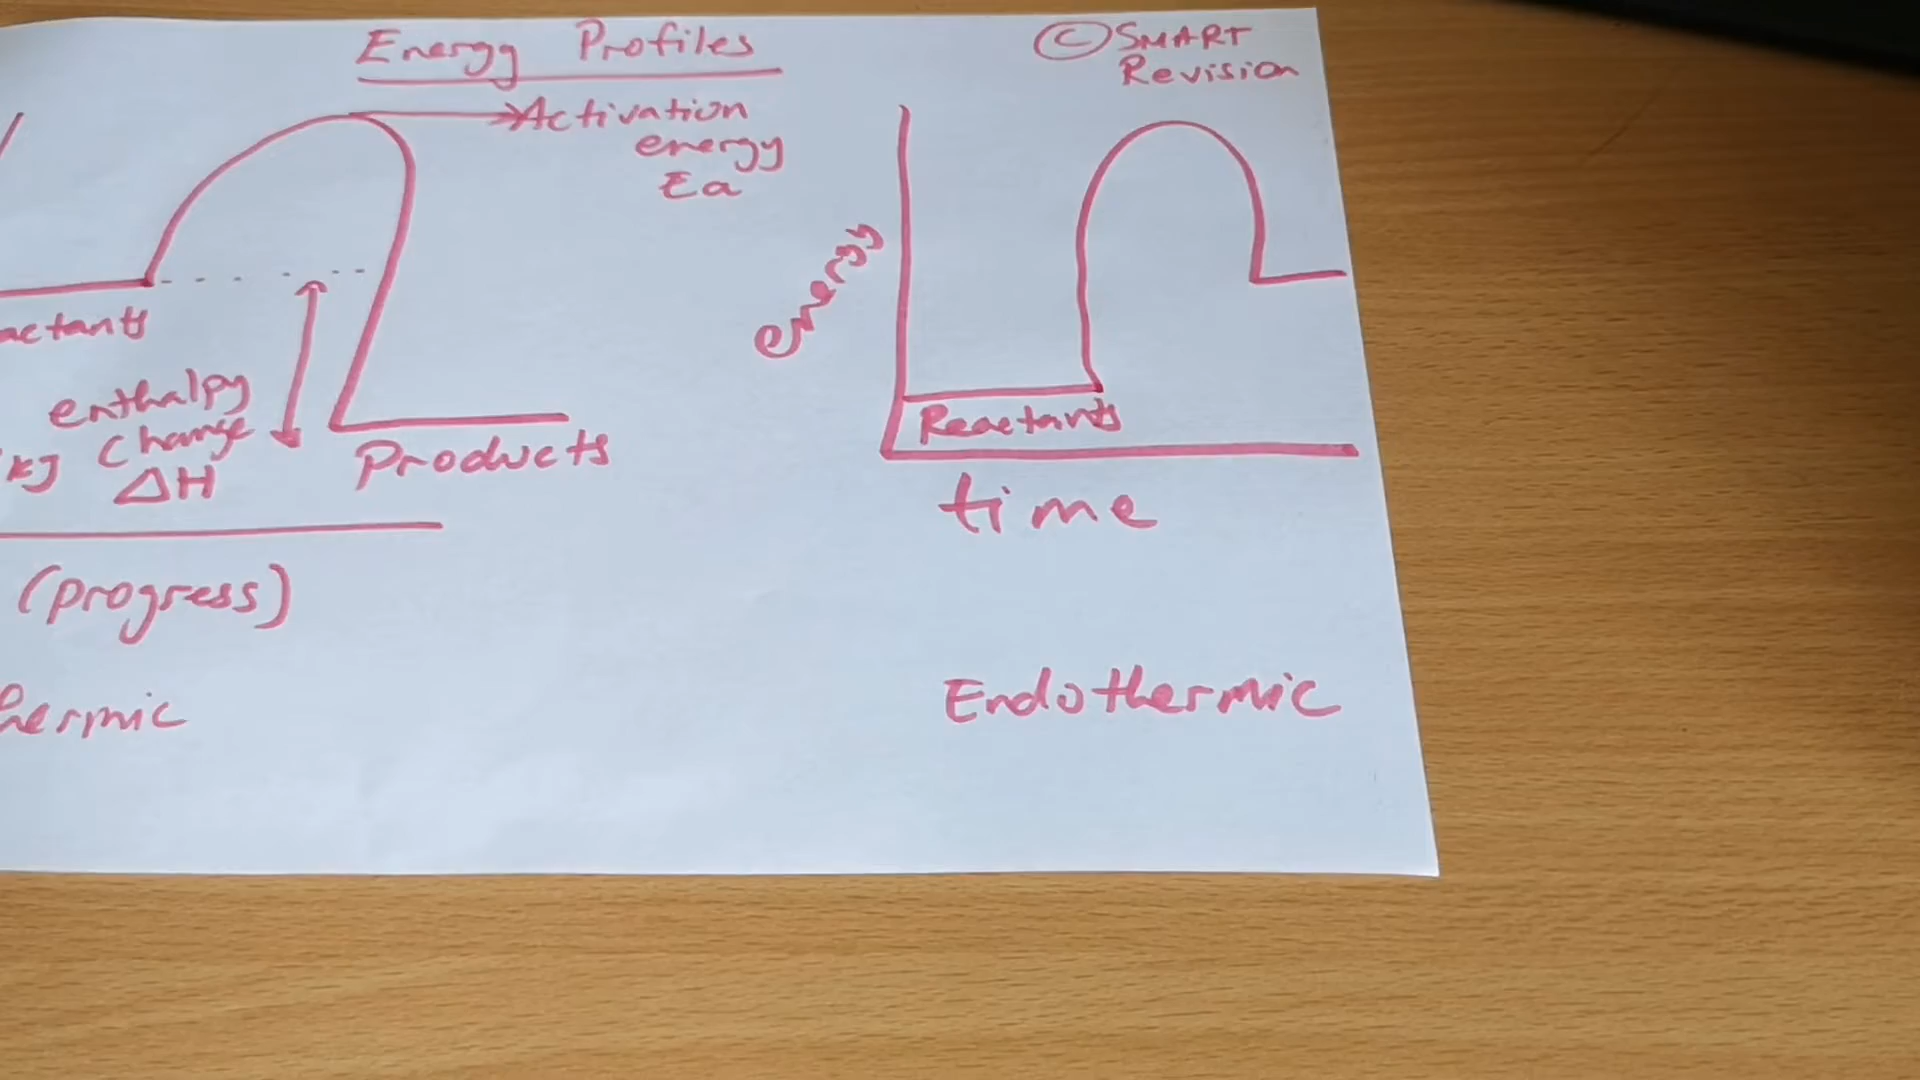 Energy Profiles
© SMART
Revision
Activation
energy
Ea
energy
actants
enthalpy
change
kJ
ΔH
Products
Reactants
time
(progress)
hermic
Endothermic